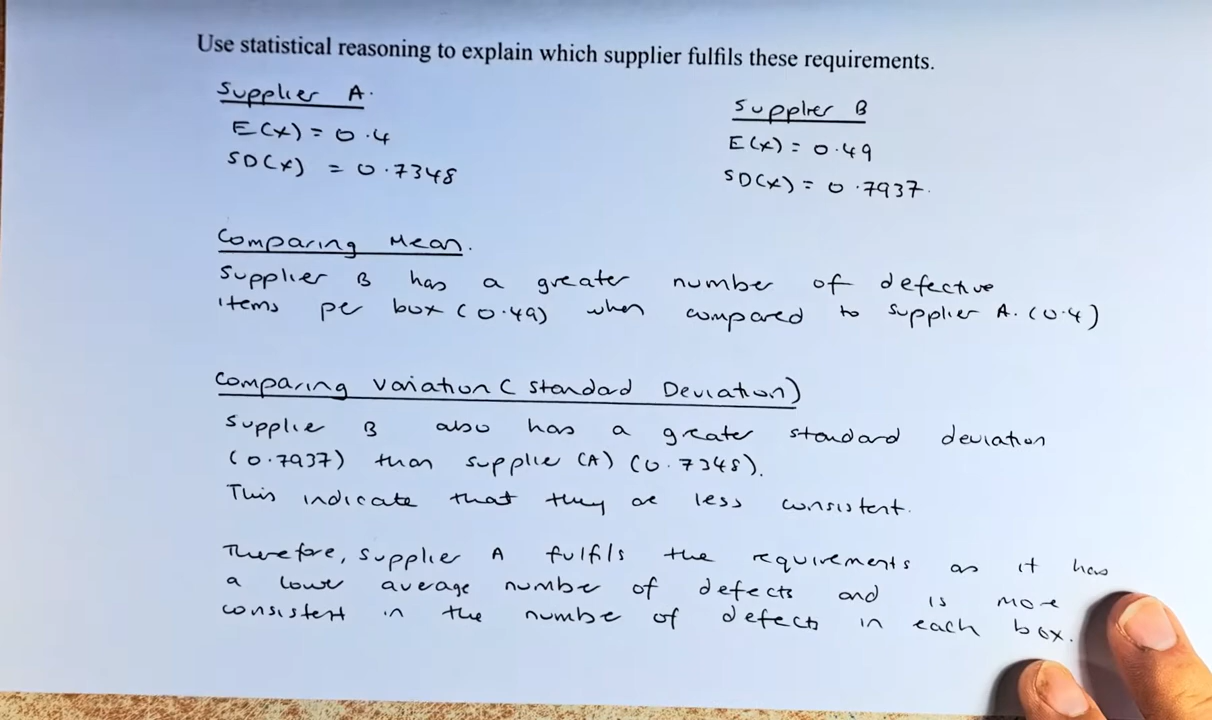 Use statistical reasoning to explain which supplier fulfils these requirements.
Supplier A.
E(x) = 0.4
SD(x) = 0.7348
Supplier B
E(x) = 0.49
SD(x) = 0.7937.
Comparing Mean.
Supplier B has a greater number of defective
items per box (0.49) when compared to supplier A. (0.4)
Comparing Variation (Standard Deviation)
Supplier B also has a greater standard deviation
(0.7937) than supplier (A) (0.7348).
This indicate that they are less consistent.
Therefore, supplier A fulfils the requirements as it has
a lower average number of defects and is more
consistent in the number of defects in each box.